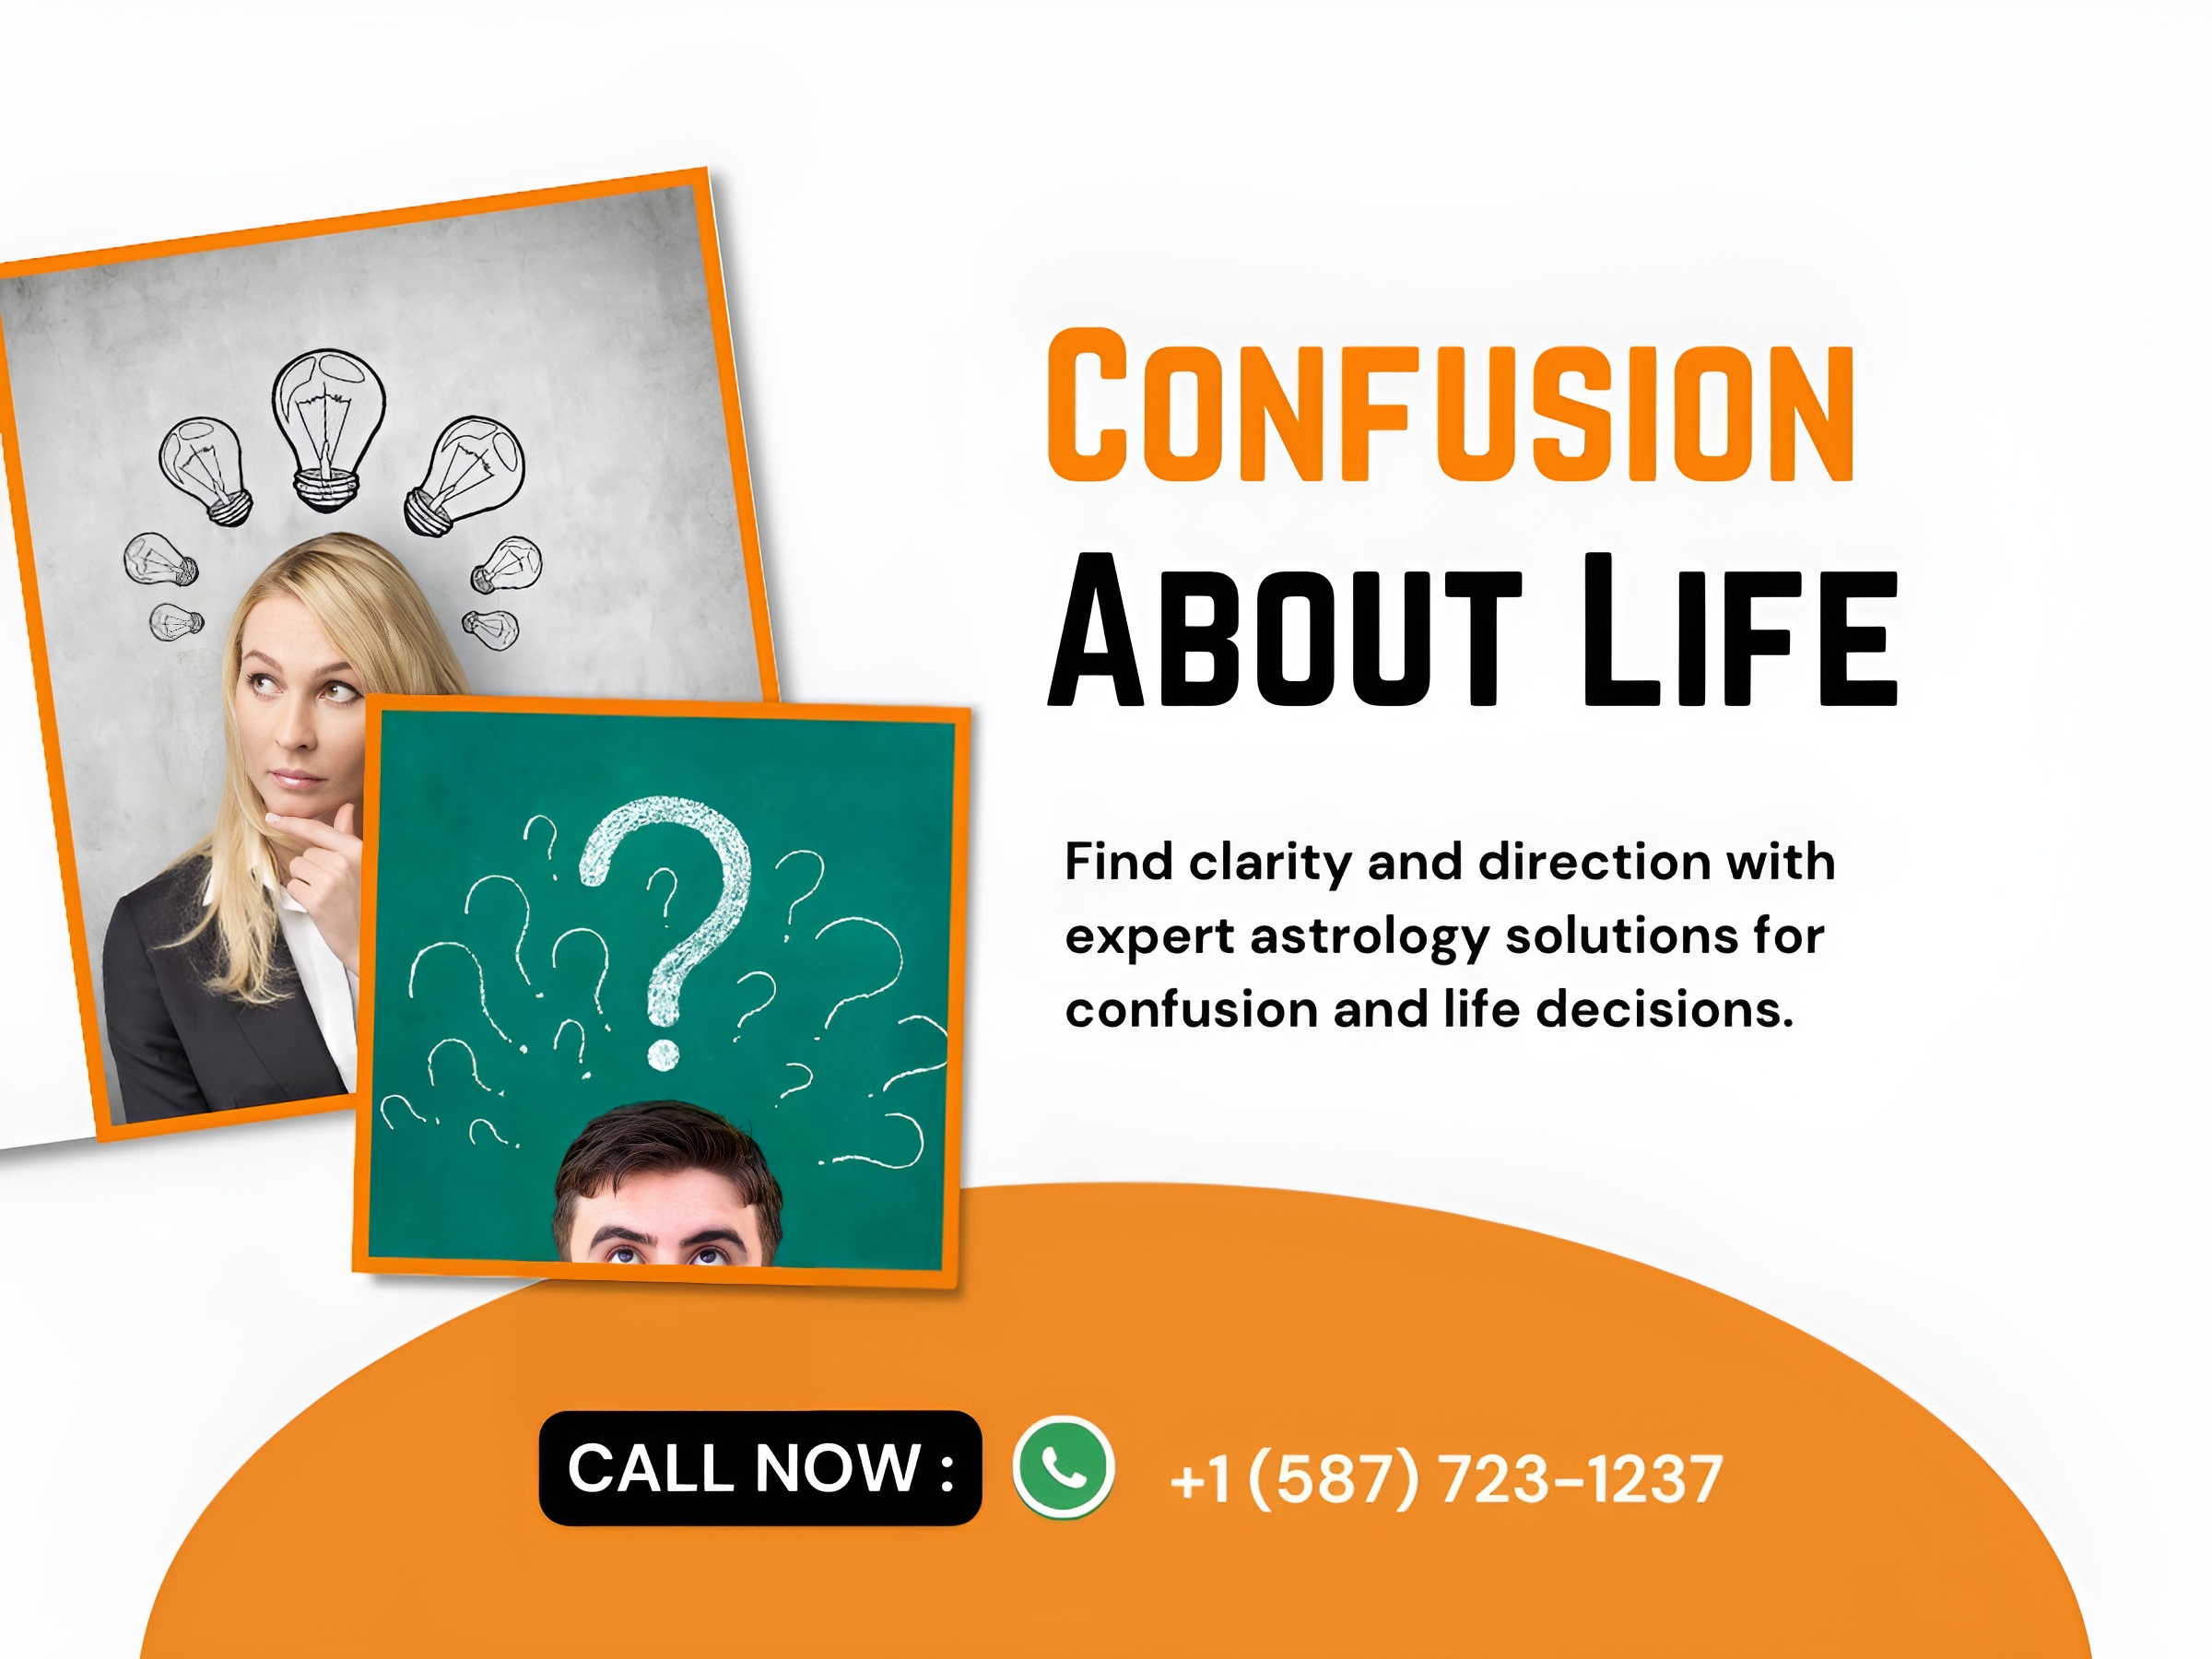 Confusion
About Life
Find clarity and direction with
expert astrology solutions for
confusion and life decisions.
CALL NOW :
+1 (587) 723-1237